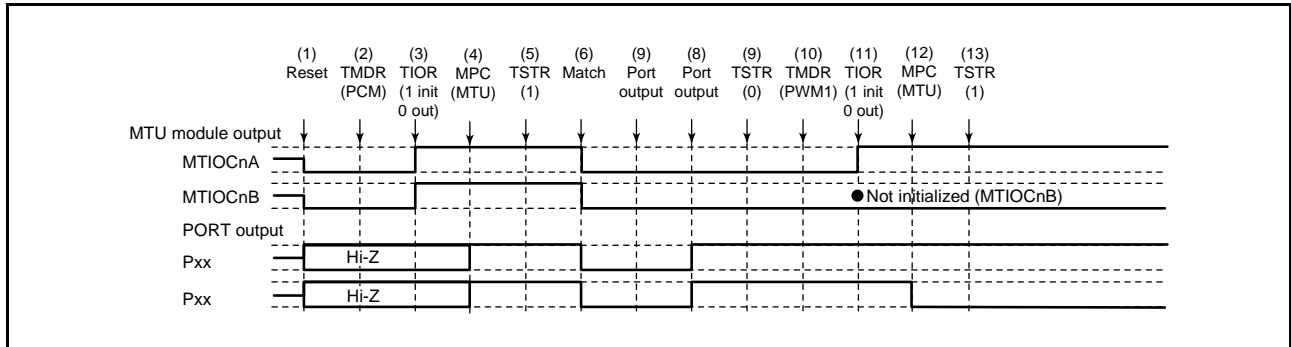 (1) (2) (3) (4) (5) (6) (9) (8) (9) (10) (11) (12) (13)
Reset TMDR TIOR MPC TSTR Match Port Port TSTR TMDR TIOR MPC TSTR
(PCM) (1 init (MTU) (1) output output (0) (PWM1) (1 init (MTU) (1)
0 out) 0 out)
MTU module output
MTIOCnA
MTIOCnB
Not initialized (MTIOCnB)
PORT output
Pxx
Hi-Z
Pxx
Hi-Z